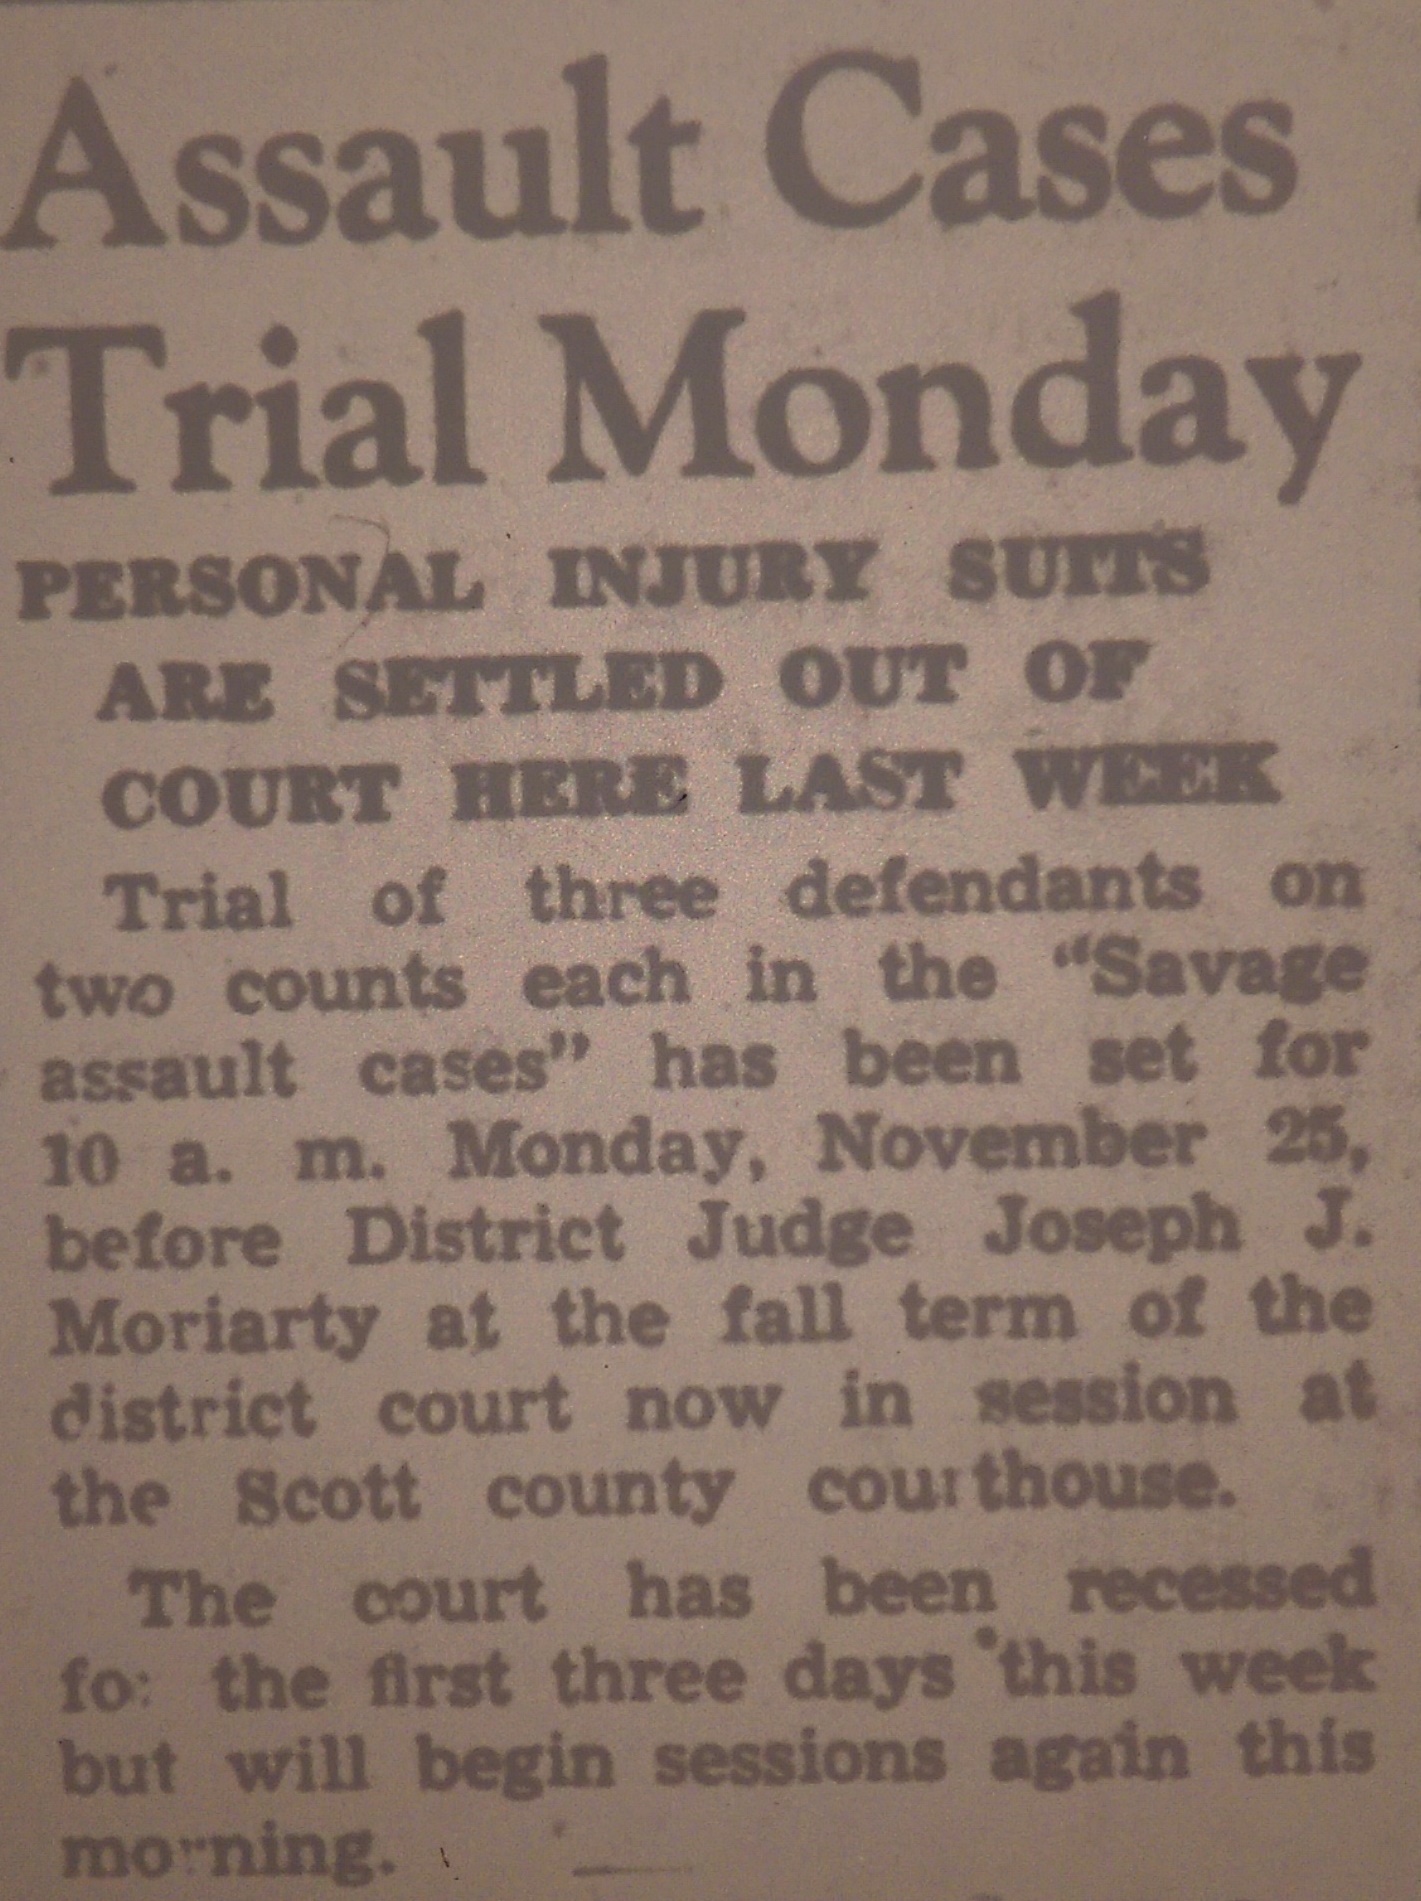 Assault Cases
Trial Monday
PERSONAL INJURY SUITS
ARE SETTLED OUT OF
COURT HERE LAST WEEK
Trial of three defendants on
two counts each in the “Savage
assault cases” has been set for
10 a. m. Monday, November 25,
before District Judge Joseph J.
Moriarty at the fall term of the
district court now in session at
the Scott county courthouse.
The court has been recessed
for the first three days this week
but will begin sessions again this
morning.